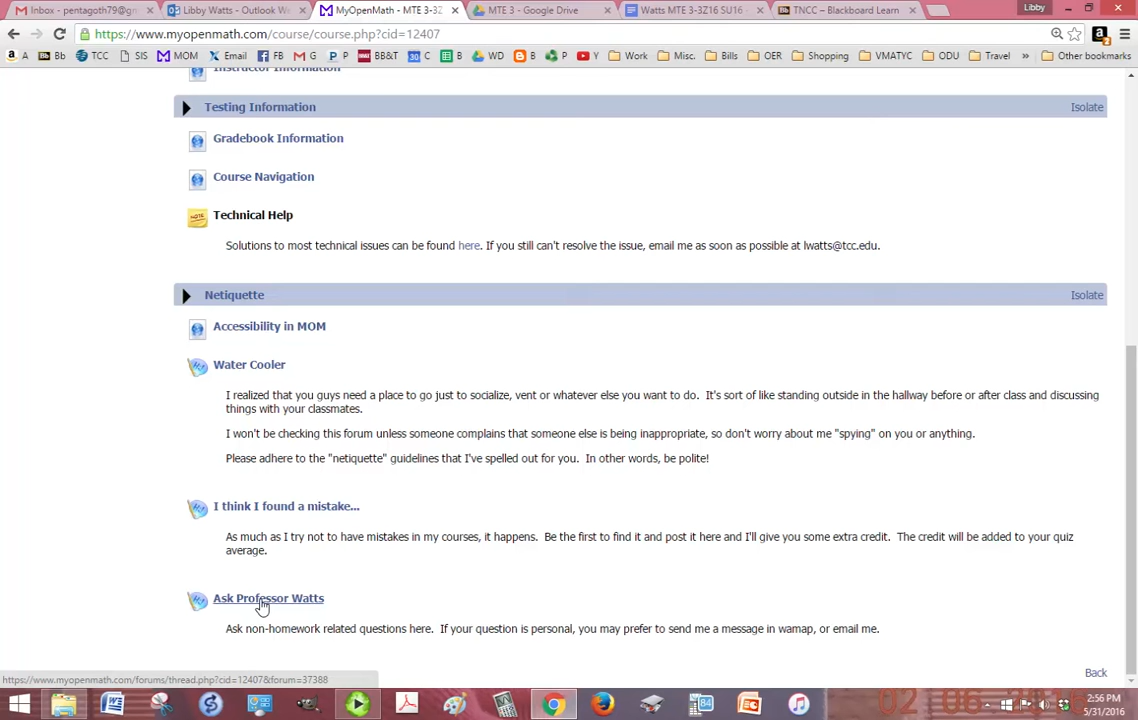 Inbox - pentagoth79@g
Libby Watts - Outlook W
MyOpenMath - MTE 3-3Z
MTE 3 - Google Drive
Watts MTE 3-3Z16 SU16
TNCC – Blackboard Learn
Libby
https://www.myopenmath.com/course/course.php?cid=12407
A Bb TCC SIS MOM Email FB G P BB&T 30 C B B P Y WD Work Misc. Bills OER Shopping VMATYC ODU Travel » Other bookmarks
Instructor Information
Testing Information Isolate
Gradebook Information
Course Navigation
NOTE Technical Help
Solutions to most technical issues can be found here. If you still can't resolve the issue, email me as soon as possible at lwatts@tcc.edu.
Netiquette Isolate
Accessibility in MOM
Water Cooler
I realized that you guys need a place to go just to socialize, vent or whatever else you want to do. It's sort of like standing outside in the hallway before or after class and discussing
things with your classmates.
I won't be checking this forum unless someone complains that someone else is being inappropriate, so don't worry about me "spying" on you or anything.
Please adhere to the "netiquette" guidelines that I've spelled out for you. In other words, be polite!
I think I found a mistake...
As much as I try not to have mistakes in my courses, it happens. Be the first to find it and post it here and I'll give you some extra credit. The credit will be added to your quiz
average.
Ask Professor Watts
Ask non-homework related questions here. If your question is personal, you may prefer to send me a message in wamap, or email me.
Back
https://www.myopenmath.com/forums/thread.php?cid=12407&forum=37388
84
2:56 PM
5/31/2016